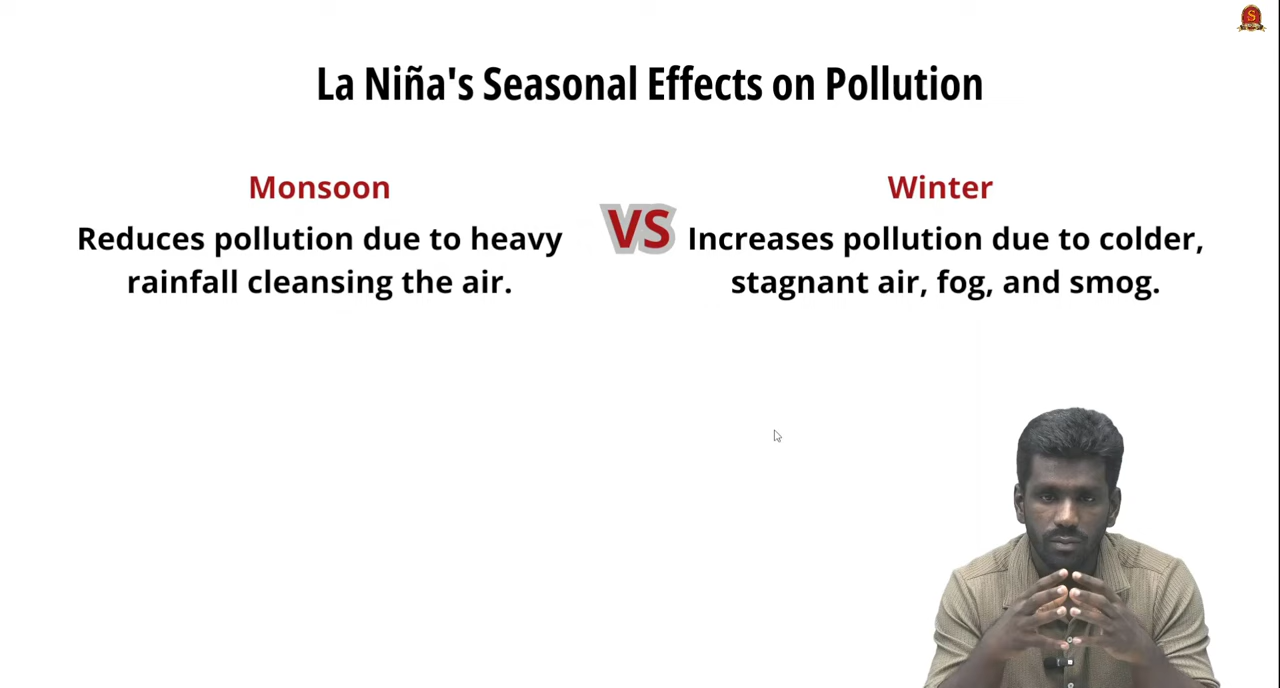 La Niña's Seasonal Effects on Pollution
Monsoon
Reduces pollution due to heavy
rainfall cleansing the air.
VS
Winter
Increases pollution due to colder,
stagnant air, fog, and smog.
S